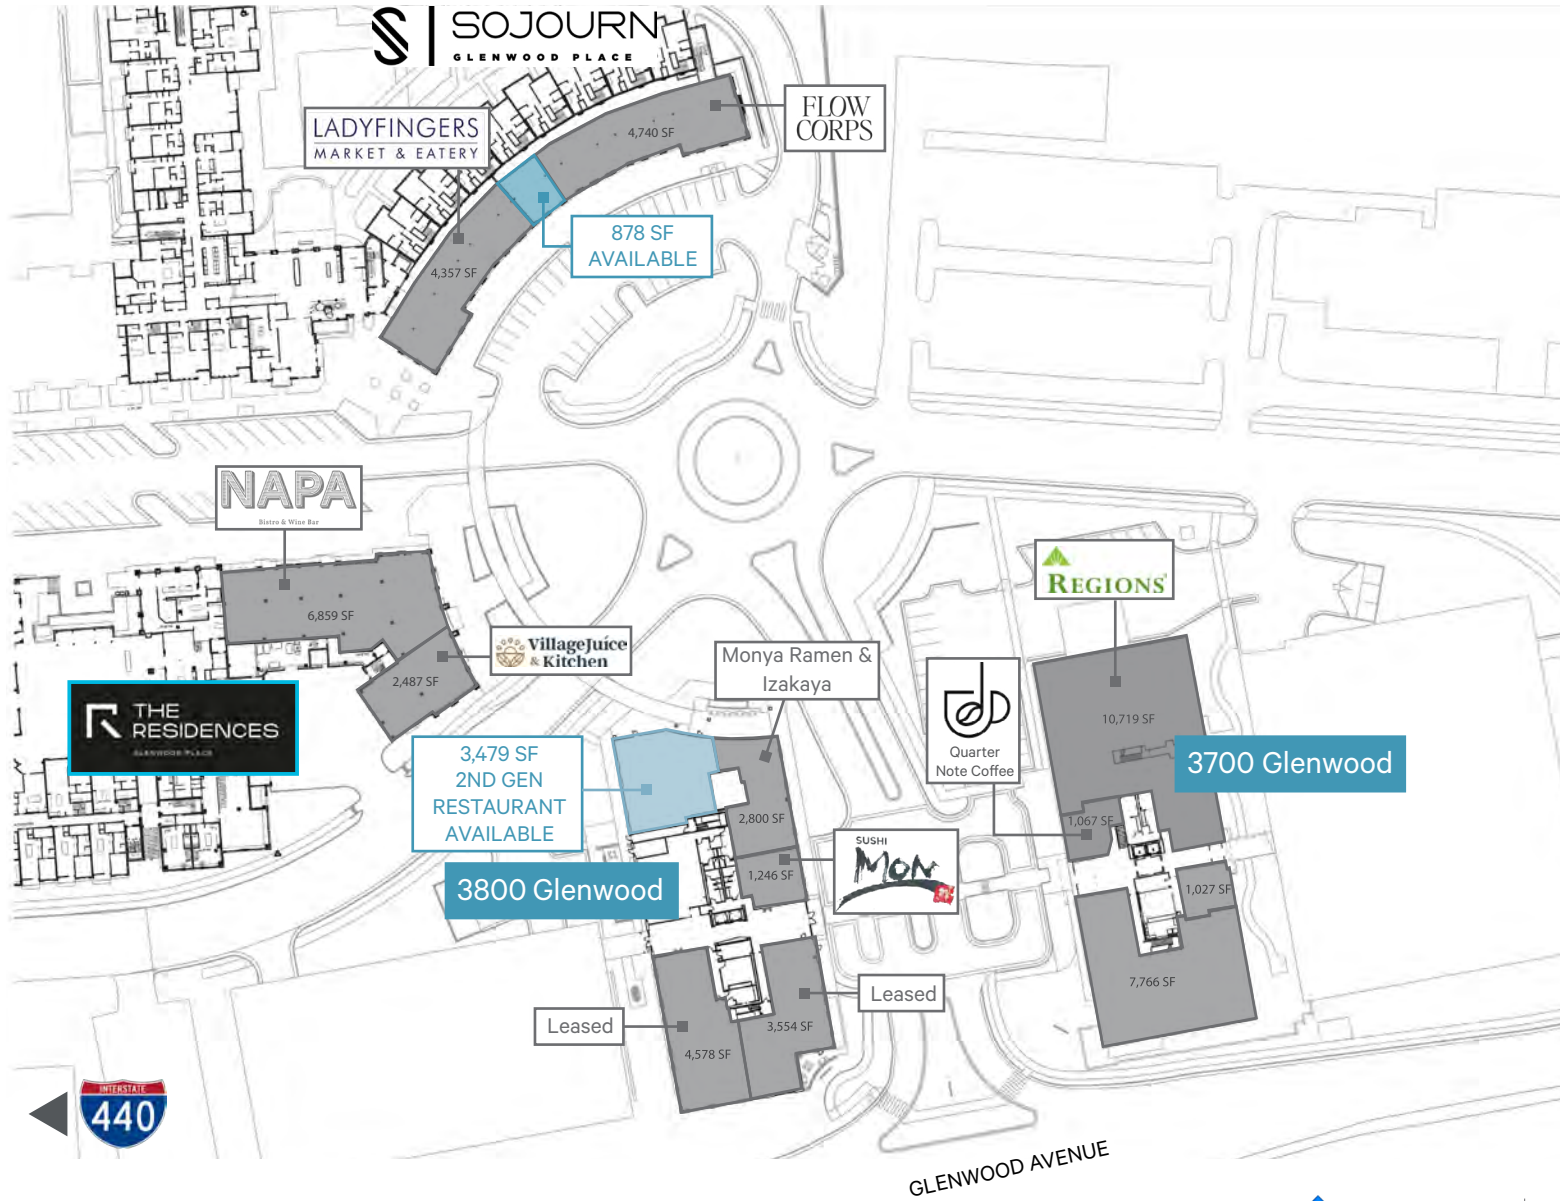 SOJOURN
GLENWOOD PLACE
LADYFINGERS
MARKET & EATERY
FLOW
CORPS
4,740 SF
878 SF
AVAILABLE
4,357 SF
NAPA
Bistro & Wine Bar
6,859 SF
VillageJuice
& Kitchen
2,487 SF
THE
RESIDENCES
GLENWOOD PLACE
Monya Ramen &
Izakaya
REGIONS
Quarter
Note Coffee
10,719 SF
3700 Glenwood
3,479 SF
2ND GEN
RESTAURANT
AVAILABLE
2,800 SF
1,067 SF
SUSHI
MON
1,246 SF
3800 Glenwood
1,027 SF
7,766 SF
Leased
Leased
3,554 SF
4,578 SF
INTERSTATE
440
GLENWOOD AVENUE